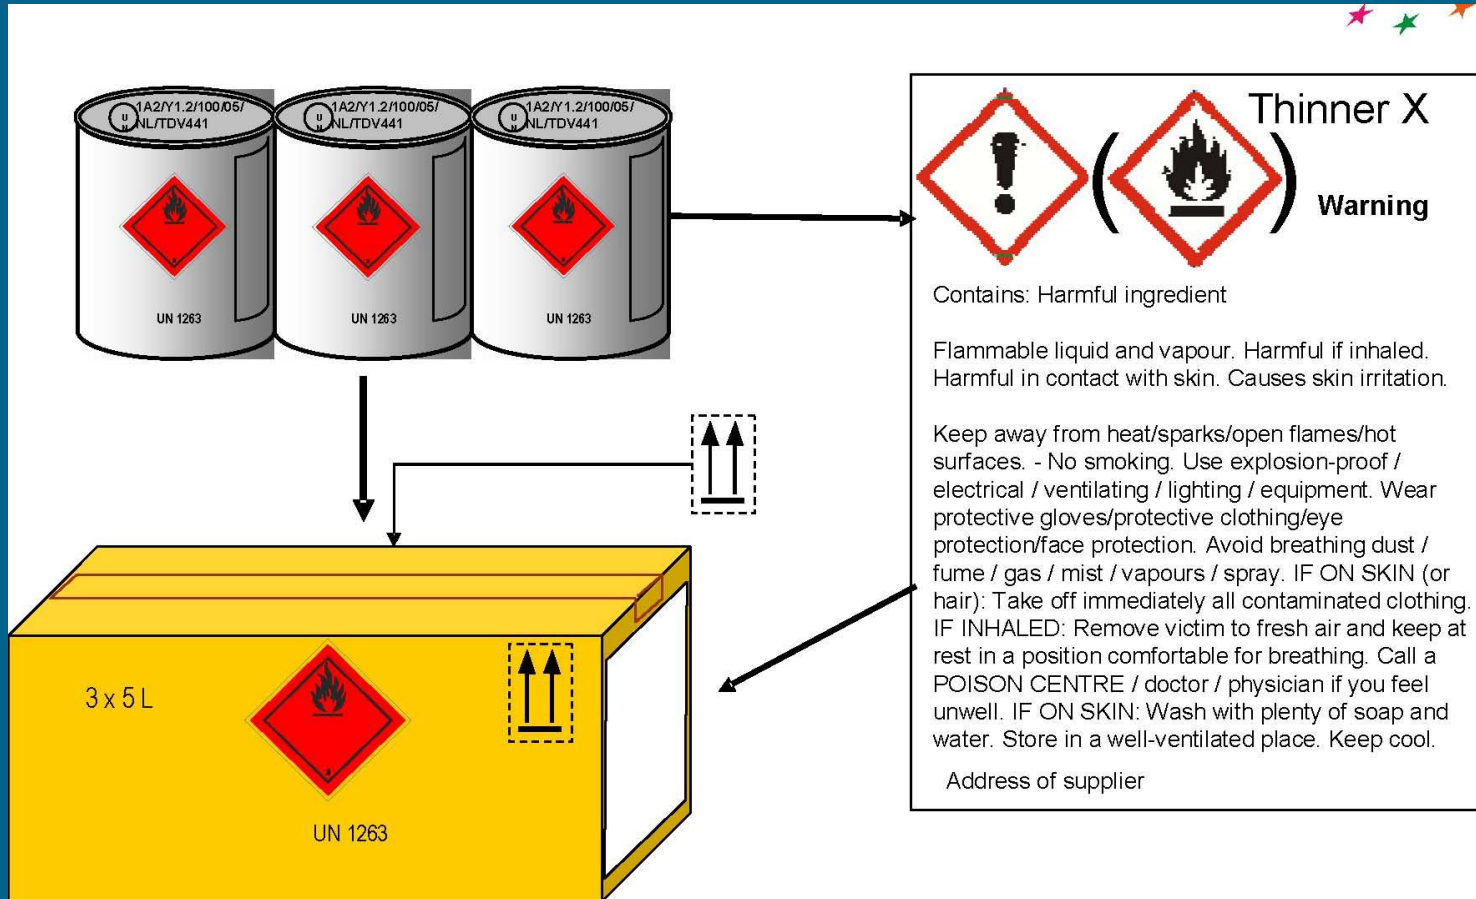 1A2/Y1.2/100/05/
NL/TDV441
U
N
1A2/Y1.2/100/05/
NL/TDV441
U
N
1A2/Y1.2/100/05/
NL/TDV441
U
N
UN 1263
UN 1263
UN 1263
3 x 5 L
3
UN 1263
Thinner X
Warning
Contains: Harmful ingredient
Flammable liquid and vapour. Harmful if inhaled.
Harmful in contact with skin. Causes skin irritation.
Keep away from heat/sparks/open flames/hot
surfaces. - No smoking. Use explosion-proof /
electrical / ventilating / lighting / equipment. Wear
protective gloves/protective clothing/eye
protection/face protection. Avoid breathing dust /
fume / gas / mist / vapours / spray. IF ON SKIN (or
hair): Take off immediately all contaminated clothing.
IF INHALED: Remove victim to fresh air and keep at
rest in a position comfortable for breathing. Call a
POISON CENTRE / doctor / physician if you feel
unwell. IF ON SKIN: Wash with plenty of soap and
water. Store in a well-ventilated place. Keep cool.
Address of supplier